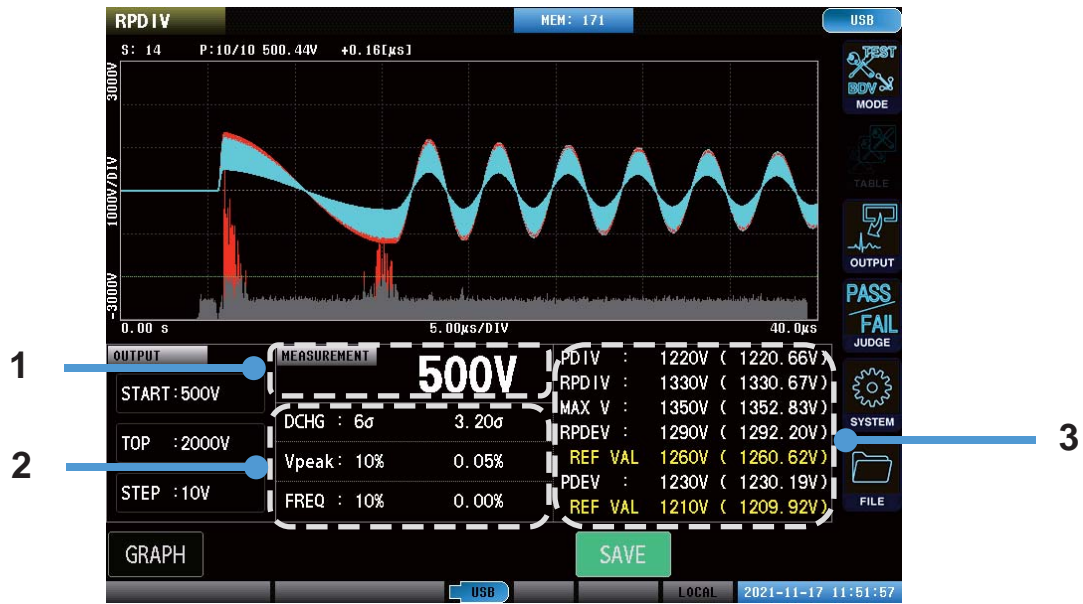 RPDIV
MEM: 171
USB
S: 14 P:10/10 500.44V +0.16[µs]
3000V
1000V/DIV
-3000V
0.00 s 5.00µs/DIV 40.0µs
TEST
BDV
MODE
TABLE
OUTPUT
PASS
FAIL
JUDGE
SYSTEM
FILE
1
OUTPUT
START:500V
TOP :2000V
STEP :10V
MEASUREMENT
500V
2
DCHG : 6σ 3.20σ
Vpeak: 10% 0.05%
FREQ : 10% 0.00%
PDIV : 1220V ( 1220.66V)
RPDIV : 1330V ( 1330.67V)
MAX V : 1350V ( 1352.83V)
RPDEV : 1290V ( 1292.20V)
REF VAL 1260V ( 1260.62V)
PDEV : 1230V ( 1230.19V)
REF VAL 1210V ( 1209.92V)
3
GRAPH
SAVE
USB
LOCAL
2021-11-17 11:51:57